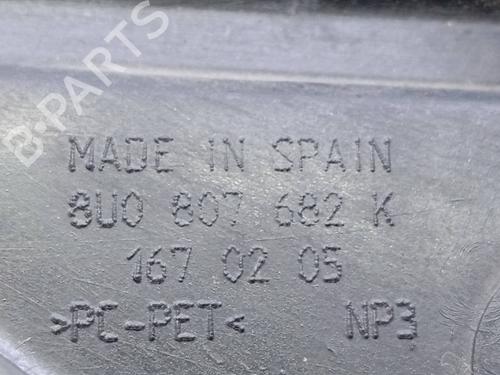 B-PARTS
MADE IN SPAIN
8U0 807 682 K
167 02 05
>PC-PET< NP3